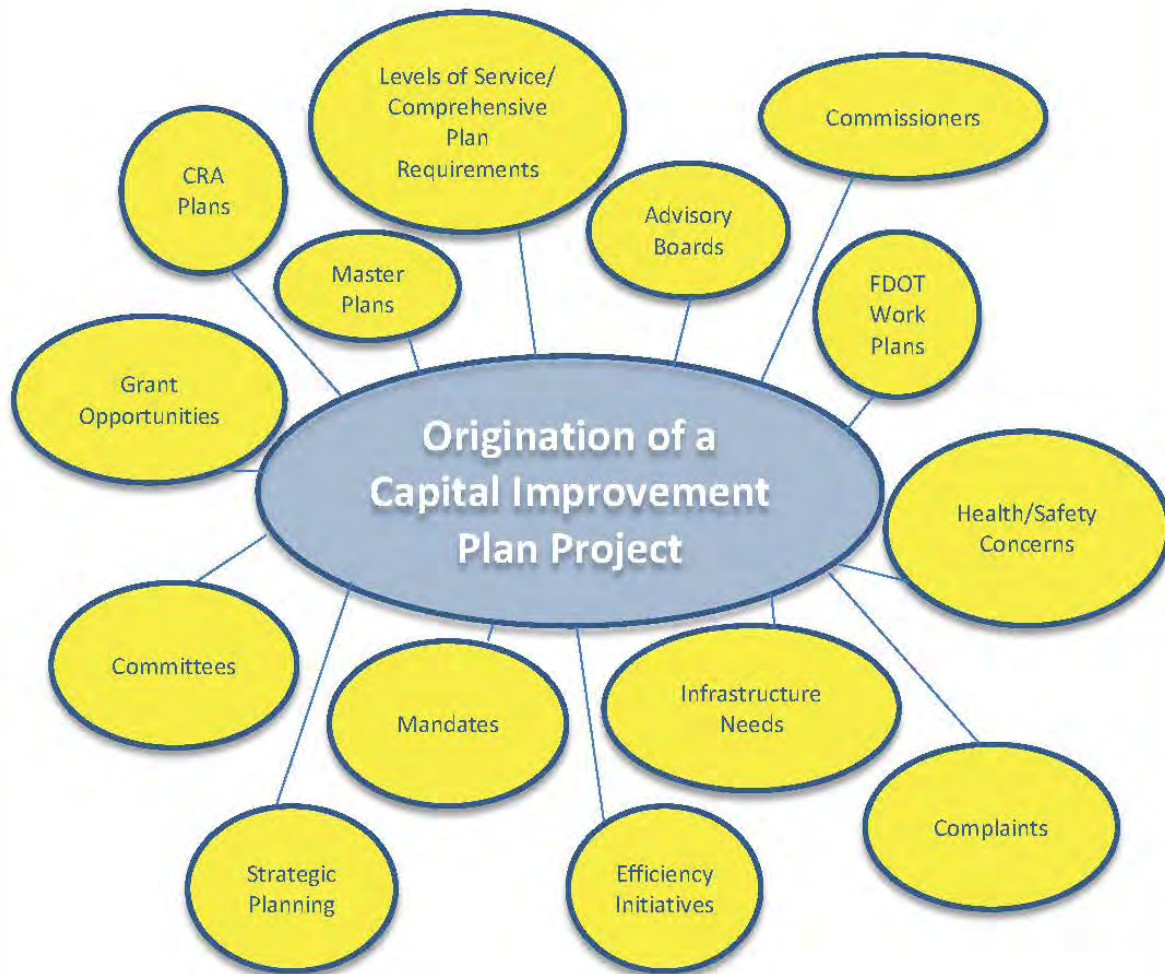 Levels of Service/
Comprehensive
Plan
Requirements
Commissioners
CRA
Plans
Advisory
Boards
Master
Plans
FDOT
Work
Plans
Grant
Opportunities
Origination of a
Capital Improvement
Plan Project
Health/Safety
Concerns
Committees
Mandates
Infrastructure
Needs
Complaints
Strategic
Planning
Efficiency
Initiatives